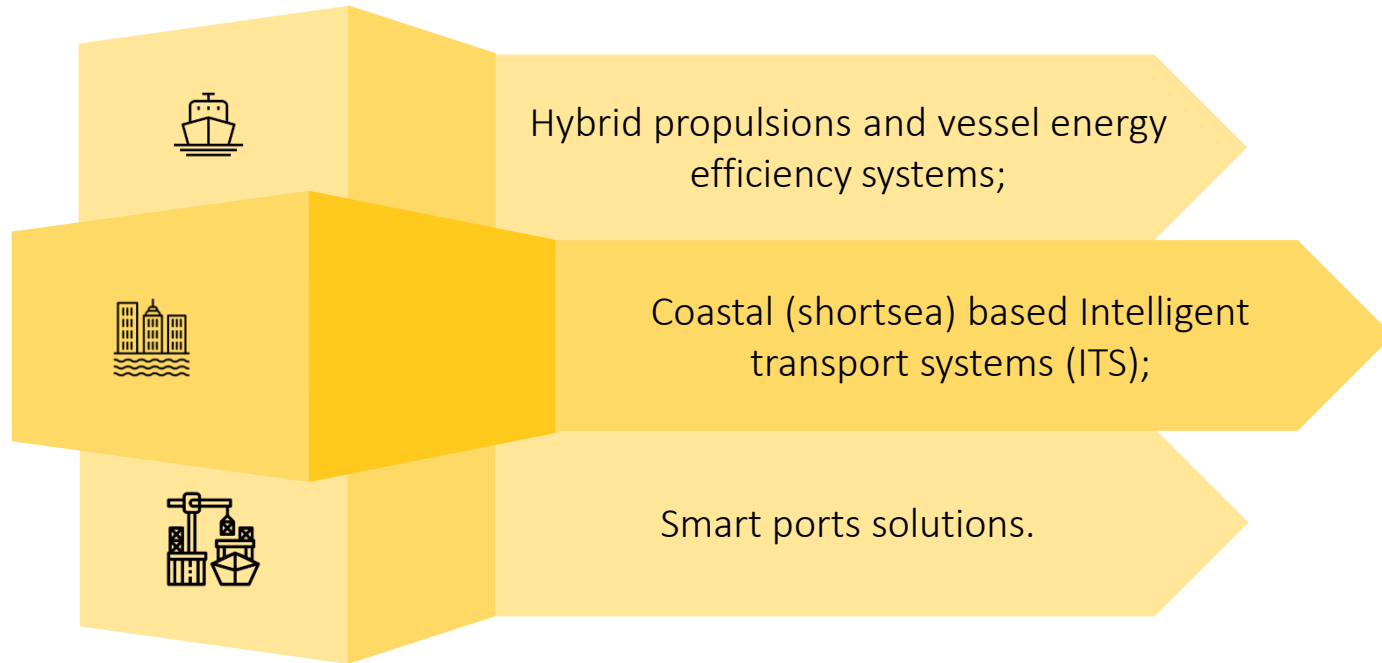 Hybrid propulsions and vessel energy
efficiency systems;
Coastal (shortsea) based Intelligent
transport systems (ITS);
Smart ports solutions.